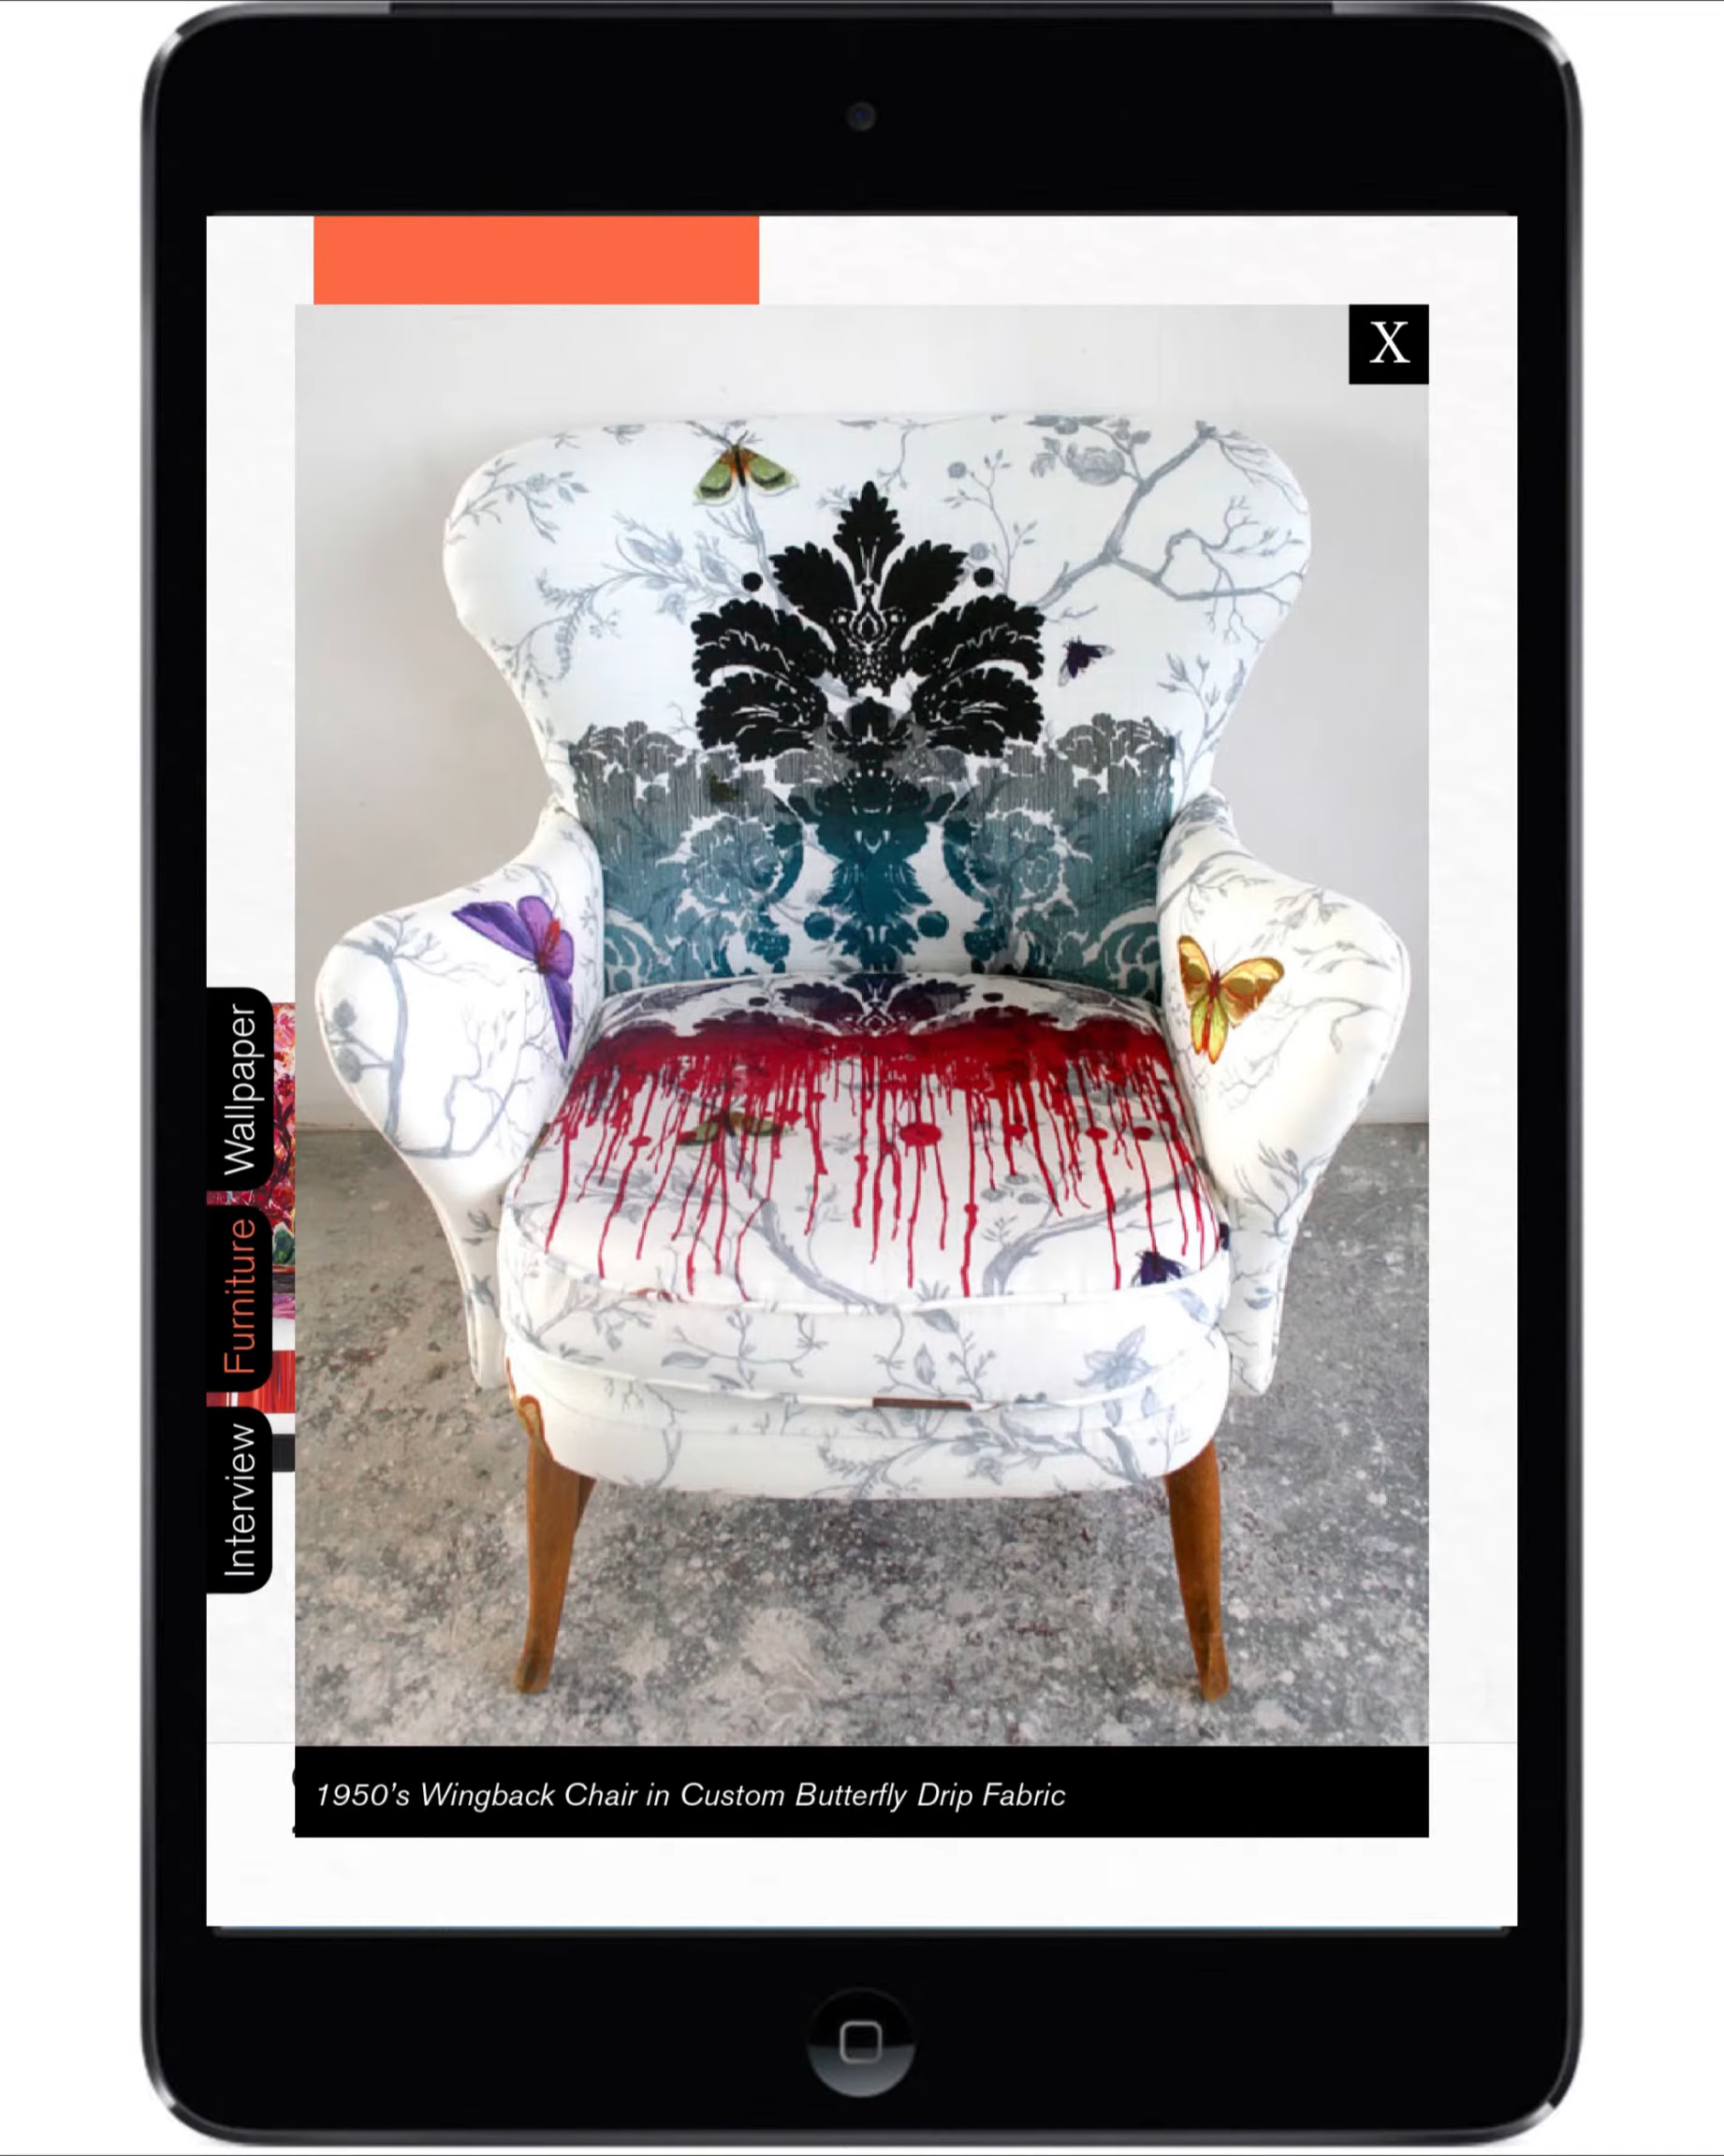 X
Wallpaper
Furniture
Interview
1950's Wingback Chair in Custom Butterfly Drip Fabric